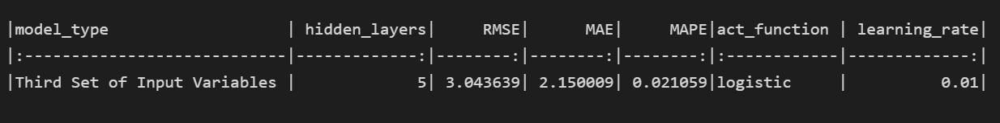 |model_type                 | hidden_layers|     RMSE|      MAE|     MAPE|act_function | learning_rate|
|:--------------------------|-------------:|--------:|--------:|--------:|:------------|-------------:|
|Third Set of Input Variables |             5| 3.043639| 2.150009| 0.021059|logistic     |          0.01|